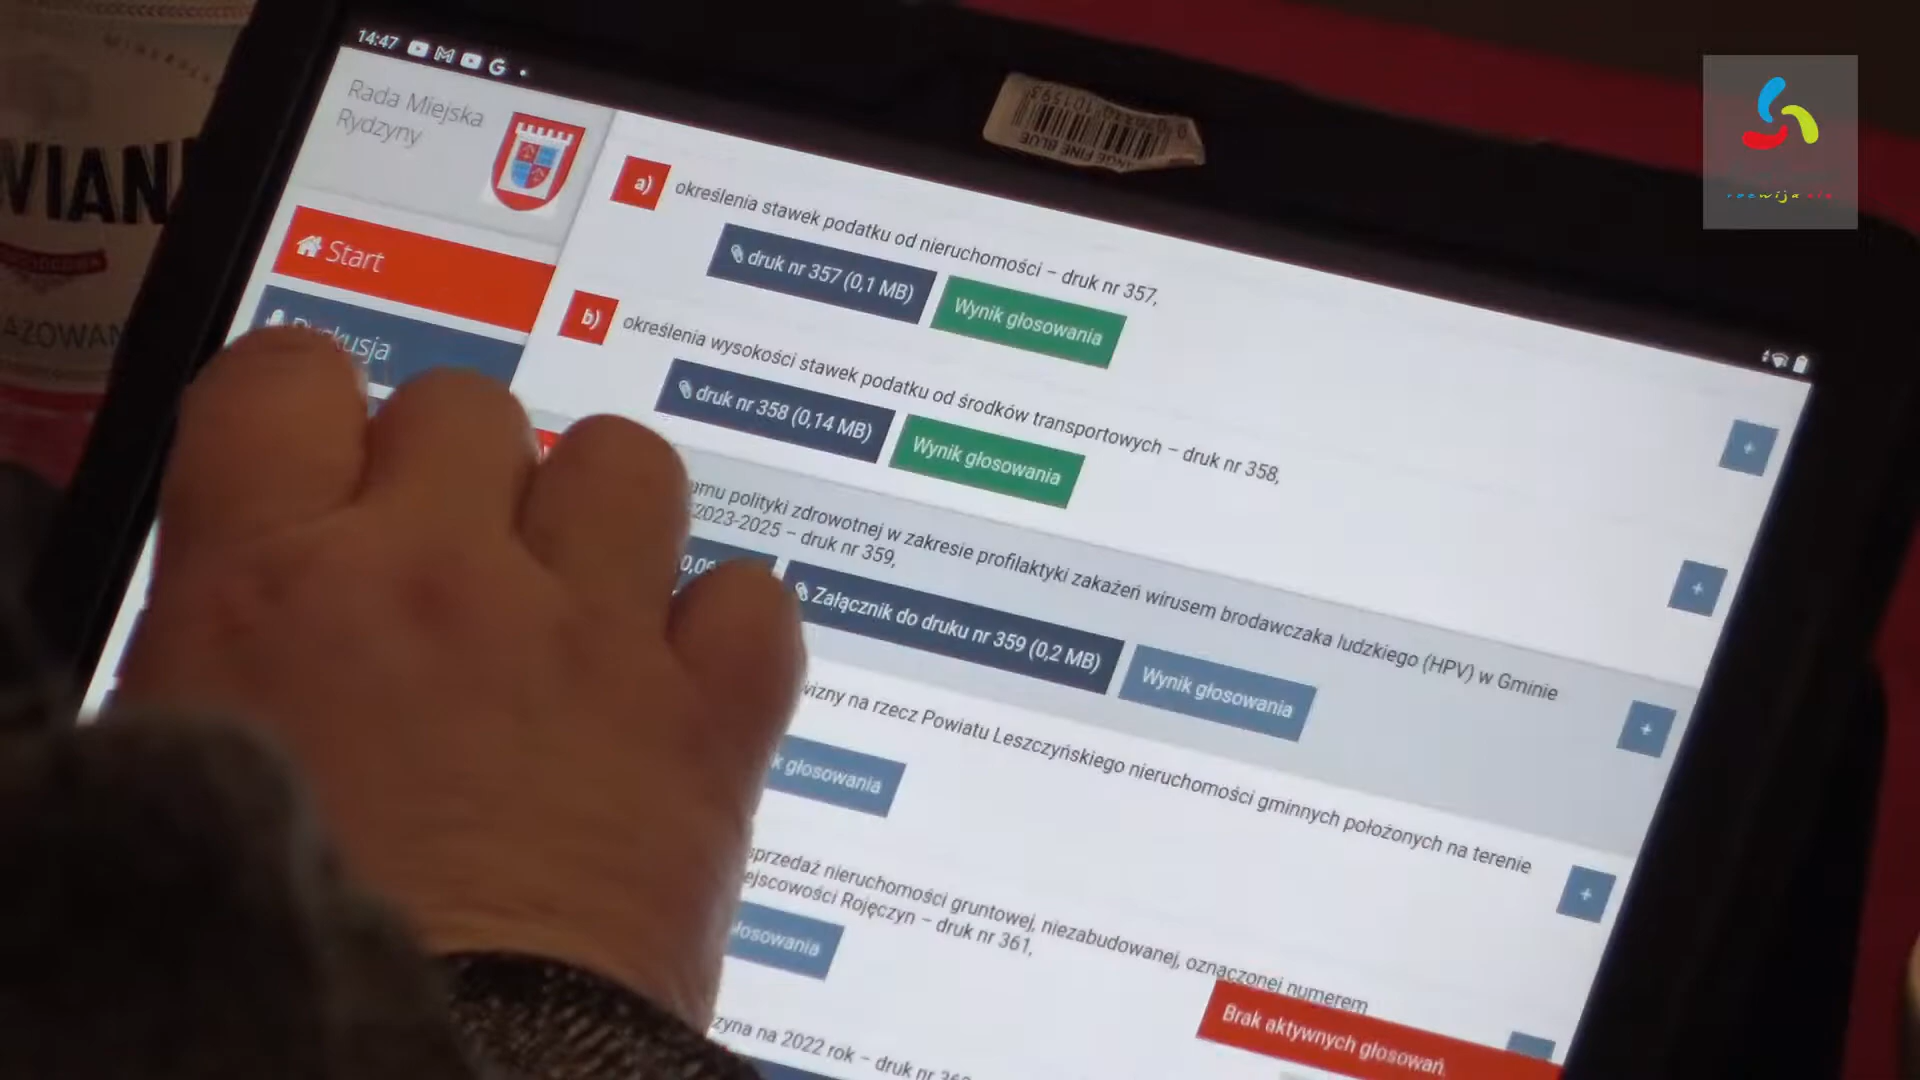 14:47
Rada Miejska
Rydzyny
Start
Dyskusja
a) określenia stawek podatku od nieruchomości – druk nr 357,
druk nr 357 (0,1 MB)
Wynik głosowania
b) określenia wysokości stawek podatku od środków transportowych – druk nr 358,
druk nr 358 (0,14 MB)
Wynik głosowania
polityki zdrowotnej w zakresie profilaktyki zakażeń wirusem brodawczaka ludzkiego (HPV) w Gminie
2023-2025 – druk nr 359,
Załącznik do druku nr 359 (0,2 MB)
Wynik głosowania
na rzecz Powiatu Leszczyńskiego nieruchomości gminnych położonych na terenie
głosowania
sprzedaż nieruchomości gruntowej, niezabudowanej, oznaczonej numerem
Rojęczyn – druk nr 361,
głosowania
na 2022 rok – druk nr
Brak aktywnych głosowań.
rozwija się